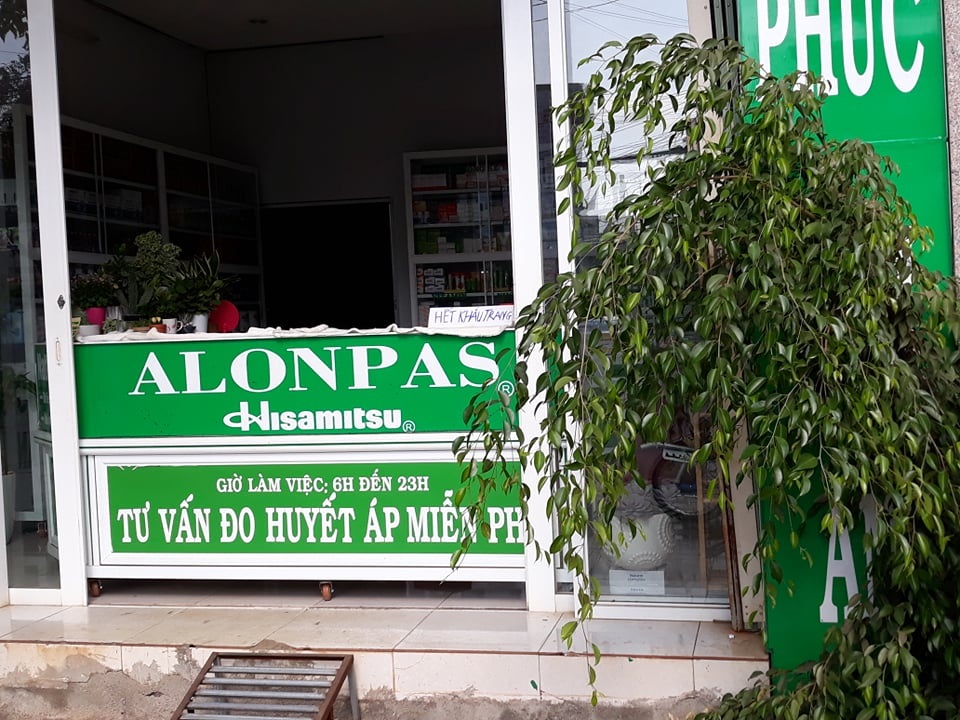 PHÚC
HẾT KHẨU TRANG
ALONPAS®
Hisamitsu®
GIỜ LÀM VIỆC: 6H ĐẾN 23H
TƯ VẤN ĐO HUYẾT ÁP MIỄN PH
A